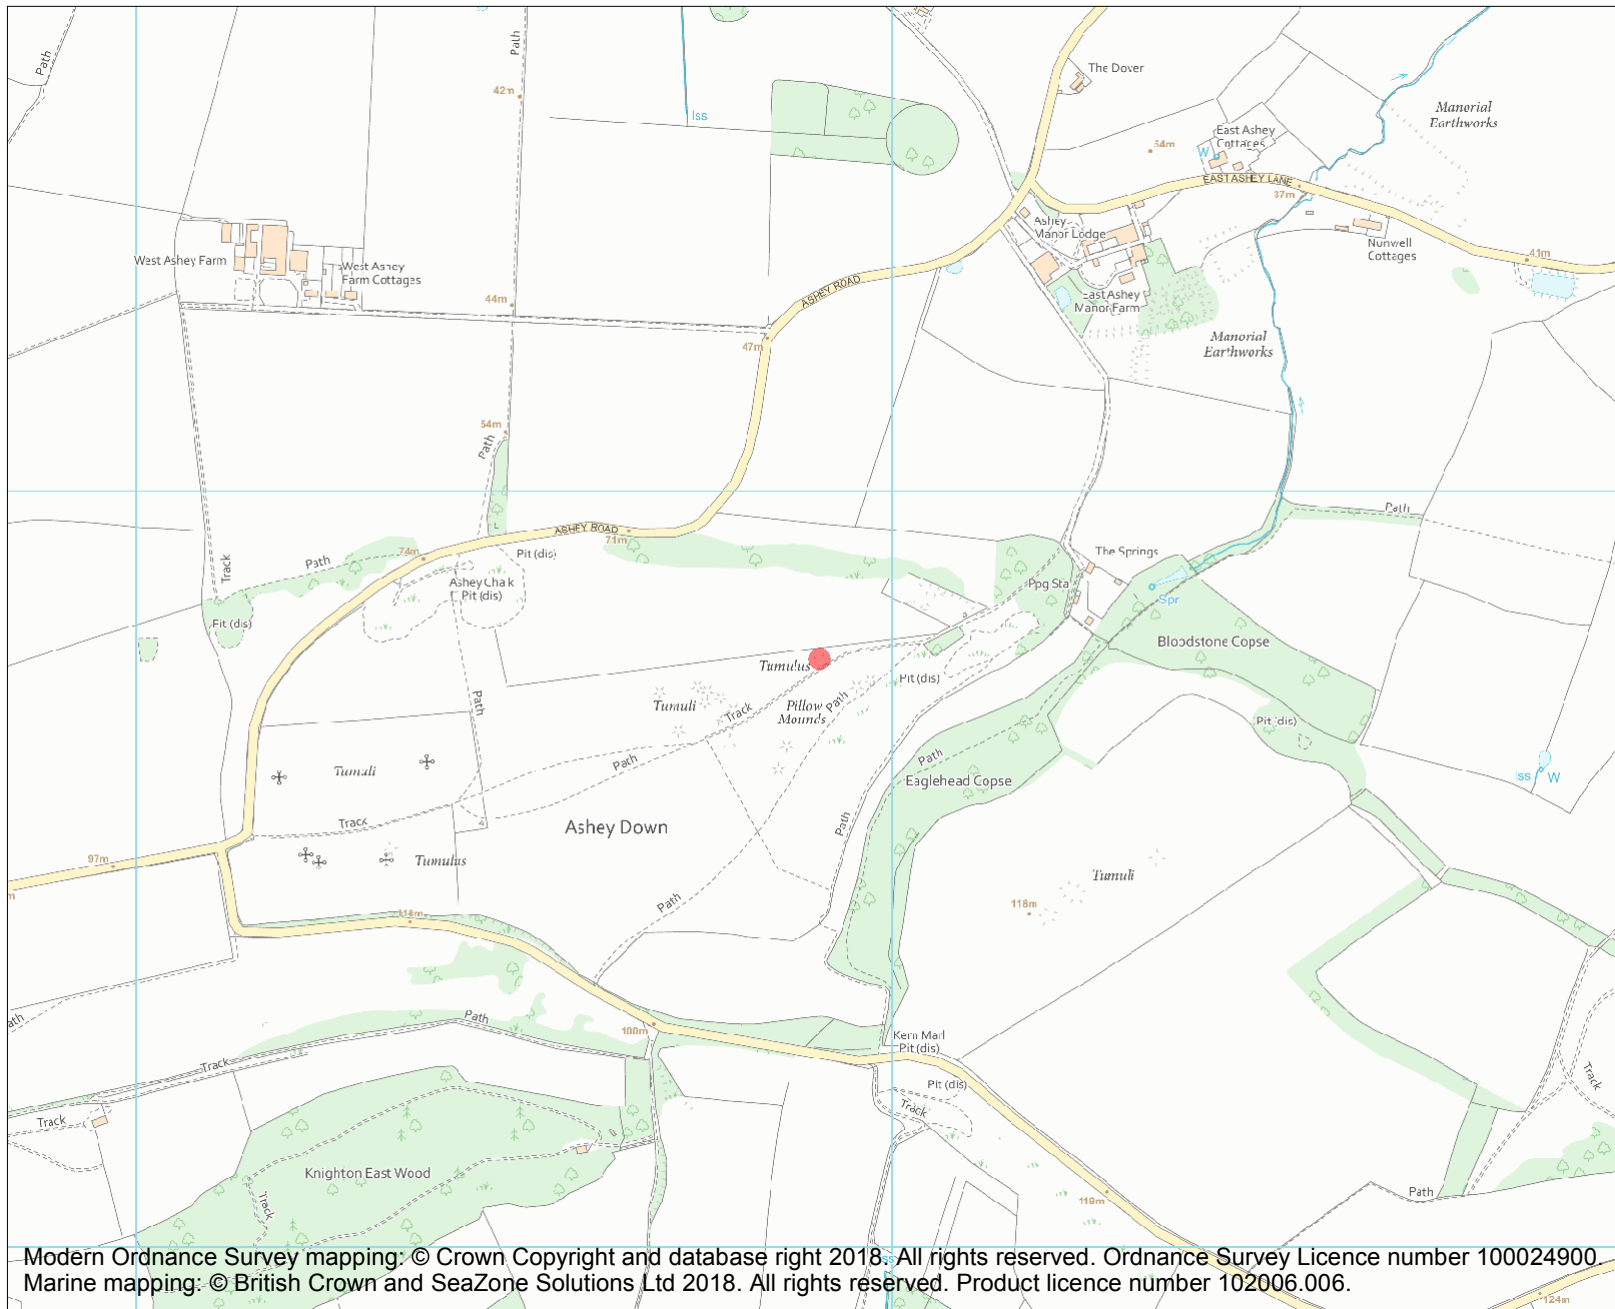 Path
Path
42m
Iss
The Dover
Manorial
Earthworks
54m
East Ashey
Cottages
W
EAST ASHEY LANE
37m
Ashey
Manor Lodge
Nunwell
Cottages
41m
West Ashey Farm
West Ashey
Farm Cottages
44m
ASHEY ROAD
East Ashey
Manor Farm
47m
Manorial
Earthworks
54m
Path
Path
ASHEY ROAD
71m
74m
Pit (dis)
Track
Path
Ashey Chalk
Pit (dis)
The Springs
Ppg Sta
Spr
Pit (dis)
Bloodstone Copse
Tumulus
Pit (dis)
Path
Tumuli
Track
Pillow
Mounds
Path
Pit (dis)
Path
Path
Tumuli
Eaglehead Copse
Iss
W
Track
Ashey Down
Path
97m
m
Tumulus
Tumuli
Path
118m
114m
Path
100m
Kern Marl
Pit (dis)
Track
Pit (dis)
Track
Track
Track
Knighton East Wood
Track
119m
Path
Modern Ordnance Survey mapping: © Crown Copyright and database right 2018. All rights reserved. Ordnance Survey Licence number 100024900.
Marine mapping: © British Crown and SeaZone Solutions Ltd 2018. All rights reserved. Product licence number 102006.006.
124m